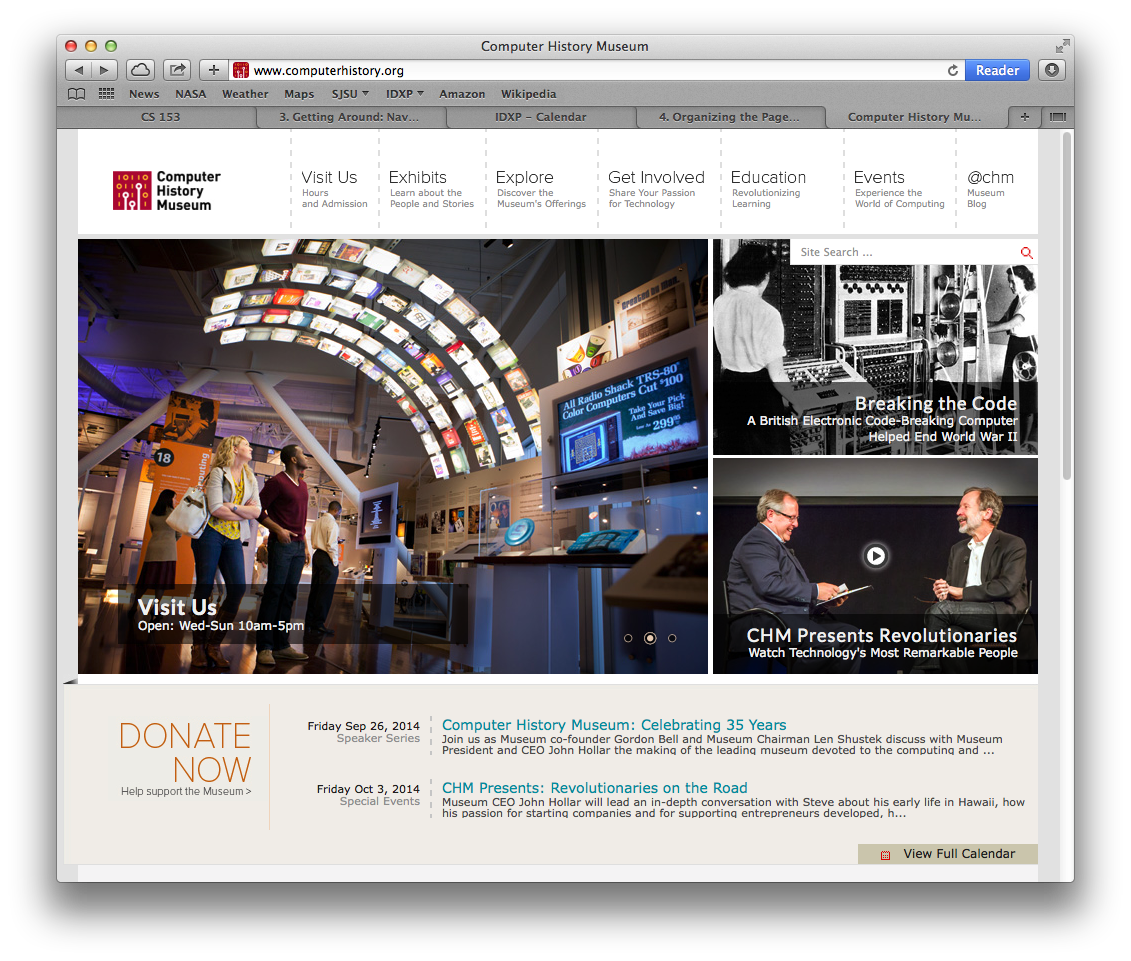 Computer History Museum
www.computerhistory.org
Reader
News NASA Weather Maps SJSU IDXP Amazon Wikipedia
CS 153
3. Getting Around: Nav...
IDXP – Calendar
4. Organizing the Page...
Computer History Mu...
Computer
History
Museum
Visit Us
Hours
and Admission
Exhibits
Learn about the
People and Stories
Explore
Discover the
Museum's Offerings
Get Involved
Share Your Passion
for Technology
Education
Revolutionizing
Learning
Events
Experience the
World of Computing
@chm
Museum
Blog
Site Search ...
All Radio Shack TRS-80
Color Computers Cut $100
Take Your Pick
And Save Big!
18
Visit Us
Open: Wed-Sun 10am-5pm
Breaking the Code
A British Electronic Code-Breaking Computer
Helped End World War II
CHM Presents Revolutionaries
Watch Technology's Most Remarkable People
DONATE
NOW
Help support the Museum >
Friday Sep 26, 2014
Speaker Series
Computer History Museum: Celebrating 35 Years
Join us as Museum co-founder Gordon Bell and Museum Chairman Len Shustek discuss with Museum
President and CEO John Hollar the making of the leading museum devoted to the computing and ...
Friday Oct 3, 2014
Special Events
CHM Presents: Revolutionaries on the Road
Museum CEO John Hollar will lead an in-depth conversation with Steve about his early life in Hawaii, how
his passion for starting companies and for supporting entrepreneurs developed, h...
View Full Calendar